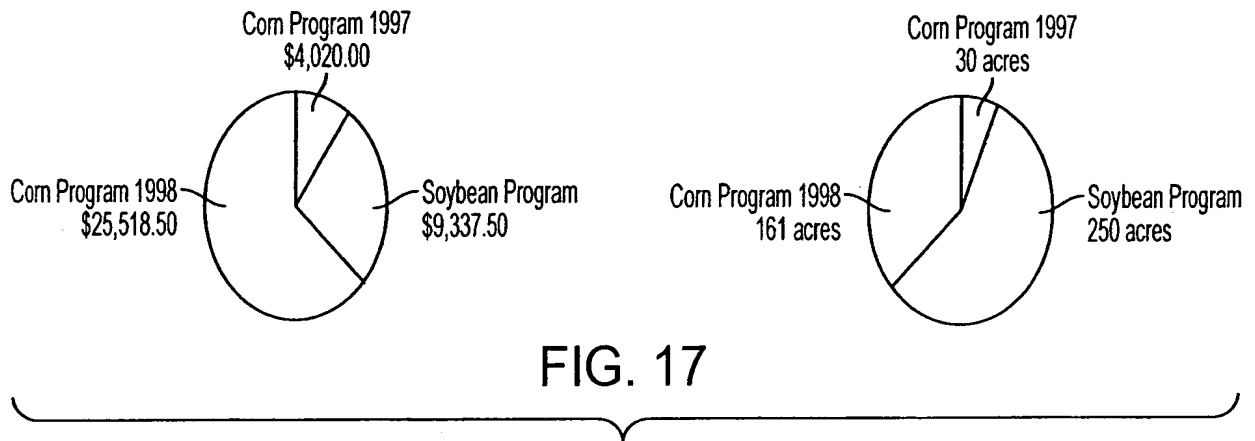 Corn Program 1997
$4,020.00
Corn Program 1998
$25,518.50
Soybean Program
$9,337.50
Corn Program 1997
30 acres
Corn Program 1998
161 acres
Soybean Program
250 acres
FIG. 17